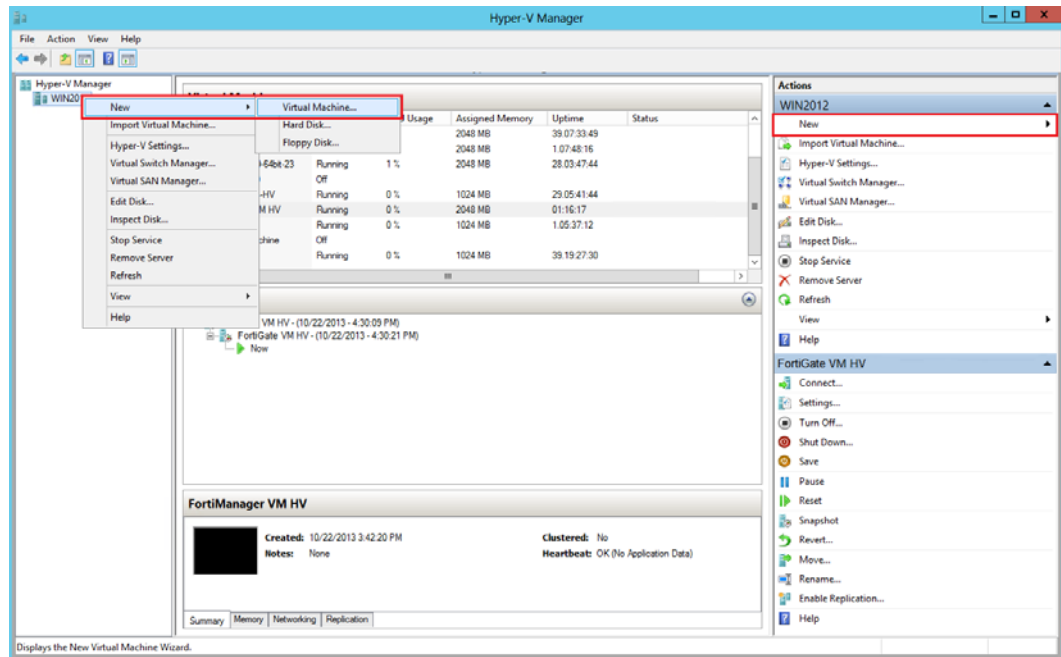 Hyper-V Manager
File Action View Help
Hyper-V Manager
WIN20
New
Import Virtual Machine...
Hyper-V Settings...
Virtual Switch Manager...
Virtual SAN Manager...
Edit Disk...
Inspect Disk...
Stop Service
Remove Server
Refresh
View
Help
Virtual Machine...
Hard Disk...
Floppy Disk...
Usage Assigned Memory Uptime Status
2048 MB 39.07:33:49
2048 MB 1.07:48:16
-64bit-23 Running 1 % 2048 MB 28.03:47:44
Off
-HV Running 0 % 1024 MB 29.05:41:44
M HV Running 0 % 2048 MB 01:16:17
Running 0 % 1024 MB 1.05:37:12
chine Off
Running 0 % 1024 MB 39.19:27:30
VM HV - (10/22/2013 - 4:30:09 PM)
FortiGate VM HV - (10/22/2013 - 4:30:21 PM)
Now
FortiManager VM HV
Created: 10/22/2013 3:42:20 PM
Notes: None
Clustered: No
Heartbeat: OK (No Application Data)
Summary Memory Networking Replication
Actions
WIN2012
New
Import Virtual Machine...
Hyper-V Settings...
Virtual Switch Manager...
Virtual SAN Manager...
Edit Disk...
Inspect Disk...
Stop Service
Remove Server
Refresh
View
Help
FortiGate VM HV
Connect...
Settings...
Turn Off...
Shut Down...
Save
Pause
Reset
Snapshot
Revert...
Move...
Rename...
Enable Replication...
Help
Displays the New Virtual Machine Wizard.